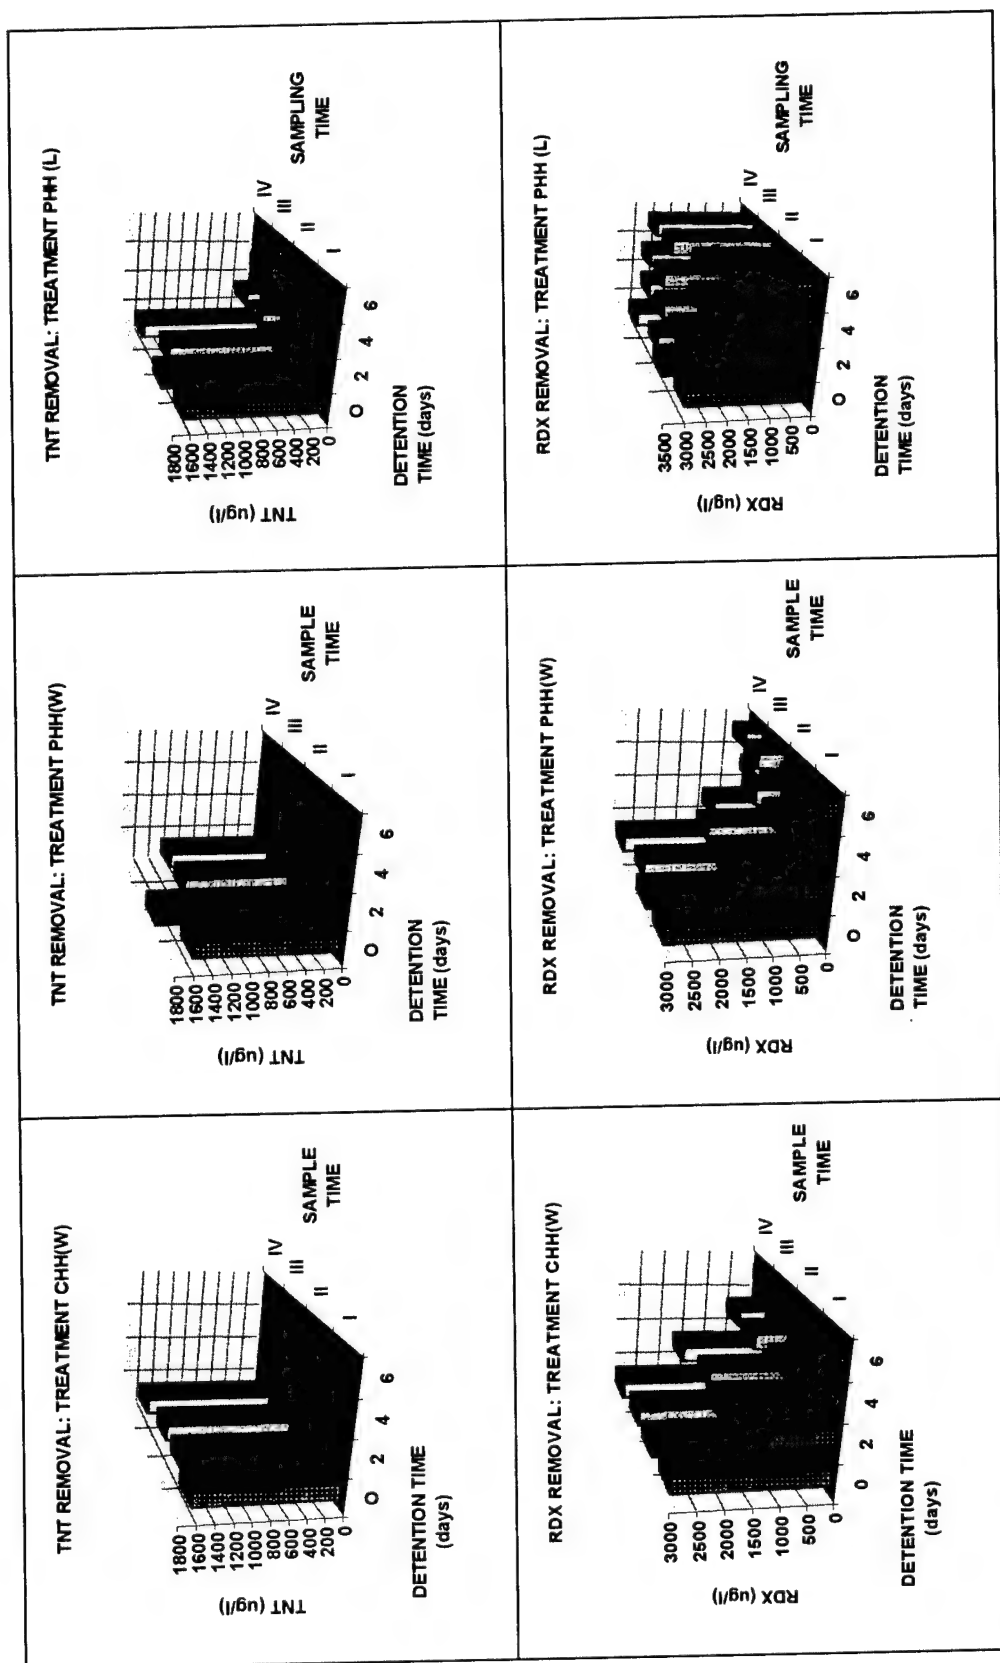 TNT REMOVAL: TREATMENT CHH(W)
TNT (ug/l)
1800
1600
1400
1200
1000
800
600
400
200
0
O
2
4
6
DETENTION TIME
(days)
I
II
III
IV
SAMPLE
TIME
TNT REMOVAL: TREATMENT PHH(W)
TNT (ug/l)
1800
1600
1400
1200
1000
800
600
400
200
0
O
2
4
6
DETENTION
TIME (days)
I
II
III
IV
SAMPLE
TIME
TNT REMOVAL: TREATMENT PHH (L)
TNT (ug/l)
1800
1600
1400
1200
1000
800
600
400
200
0
O
2
4
6
DETENTION
TIME (days)
I
II
III
IV
SAMPLING
TIME
RDX REMOVAL: TREATMENT CHH(W)
RDX (ug/l)
3000
2500
2000
1500
1000
500
0
0
2
4
6
DETENTION TIME
(days)
I
II
III
IV
SAMPLE
TIME
RDX REMOVAL: TREATMENT PHH(W)
RDX (ug/l)
3000
2500
2000
1500
1000
500
0
O
2
4
6
DETENTION
TIME (days)
I
II
III
IV
SAMPLE
TIME
RDX REMOVAL: TREATMENT PHH (L)
RDX (ug/l)
3500
3000
2500
2000
1500
1000
500
0
O
2
4
6
DETENTION
TIME (days)
I
II
III
IV
SAMPLING
TIME